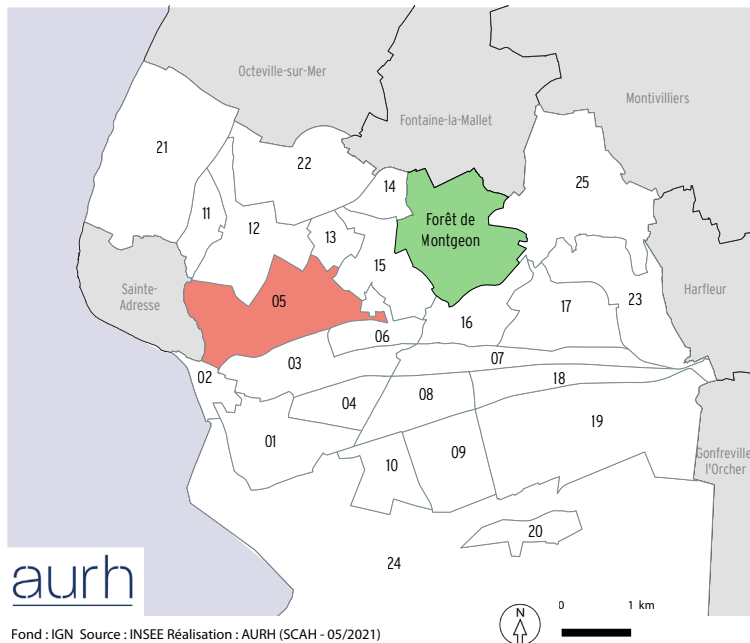 Octeville-sur-Mer
Montivilliers
Fontaine-la-Mallet
21
22
14
25
11
12
13
Forêt de
Montgeon
15
Sainte-
Adresse
05
17
23
Harfleur
16
06
07
03
02
18
08
04
19
01
09
10
Gonfreville
l'Orcher
20
24
aurh
N
0
1 km
Fond : IGN Source : INSEE Réalisation : AURH (SCAH - 05/2021)